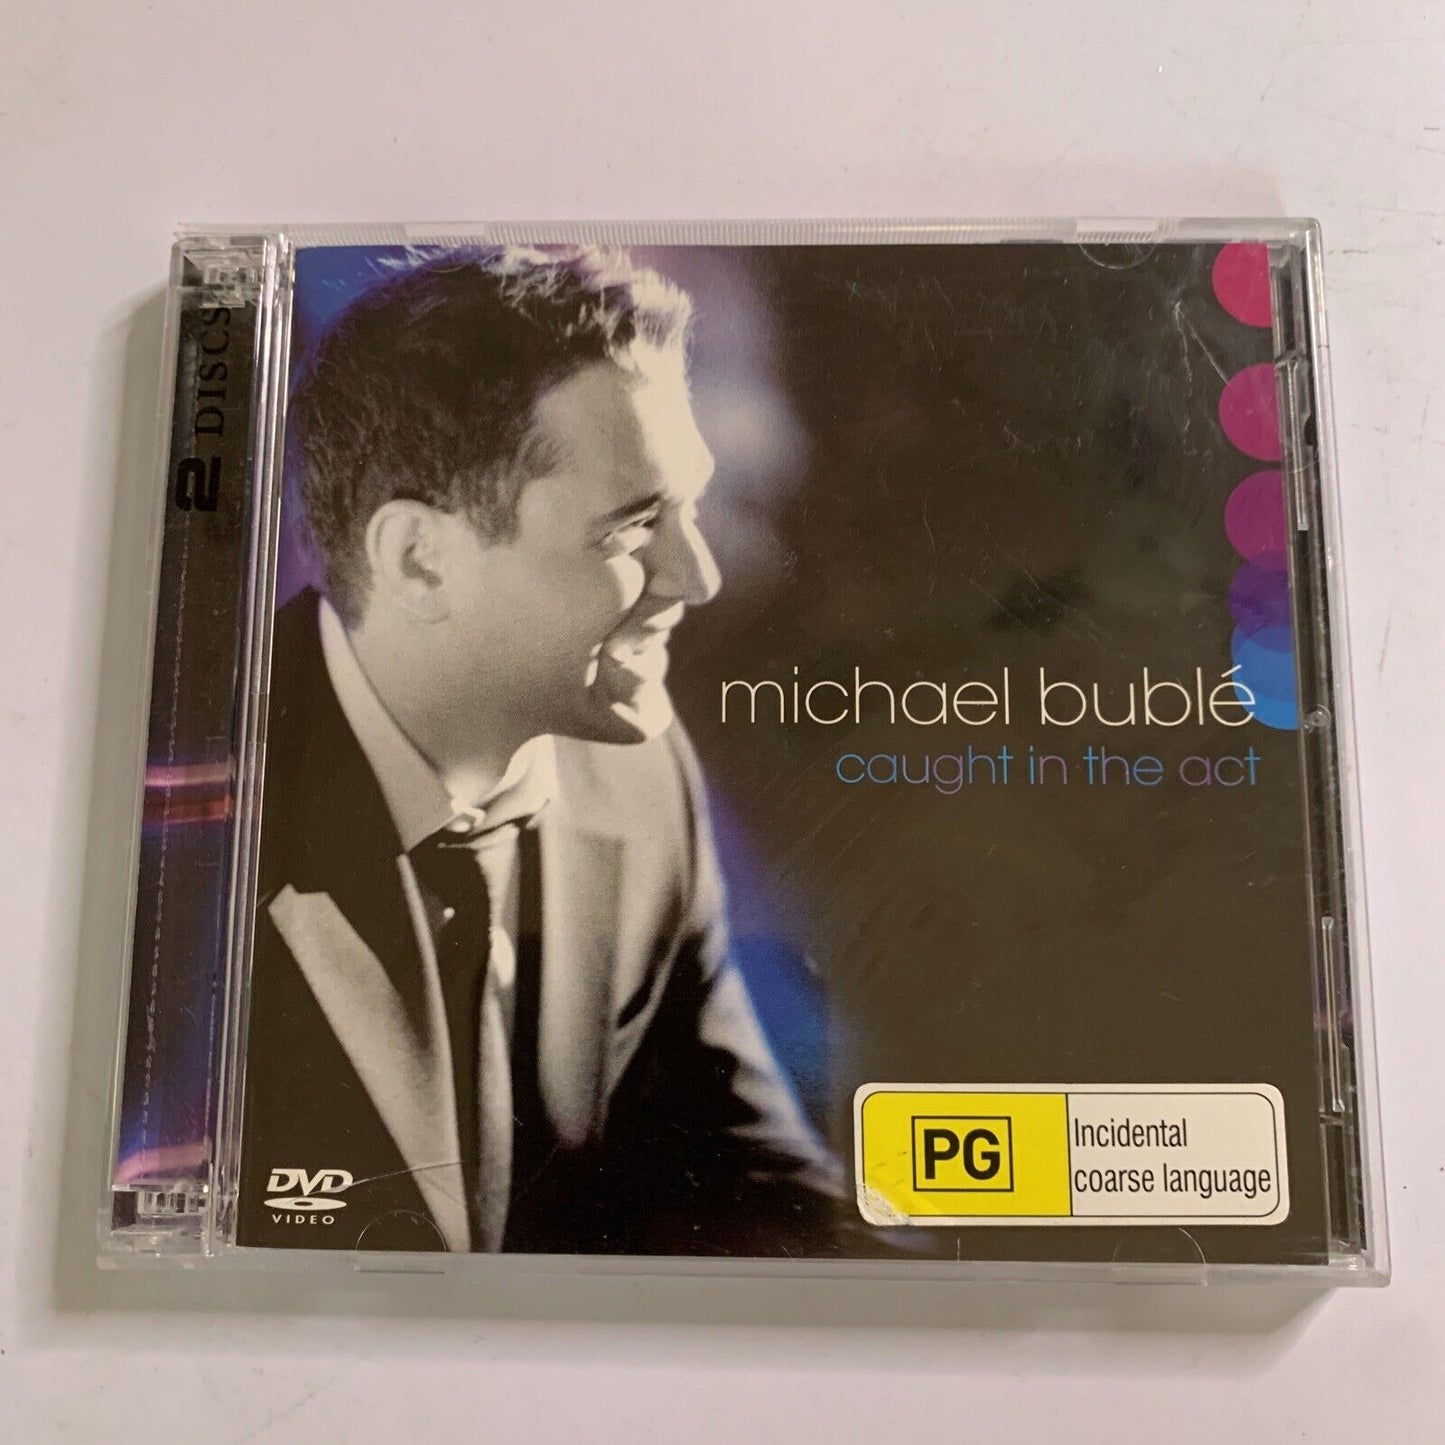 2 DISCS
michael bublé
caught in the act
DVD
VIDEO
PG
Incidental
coarse language